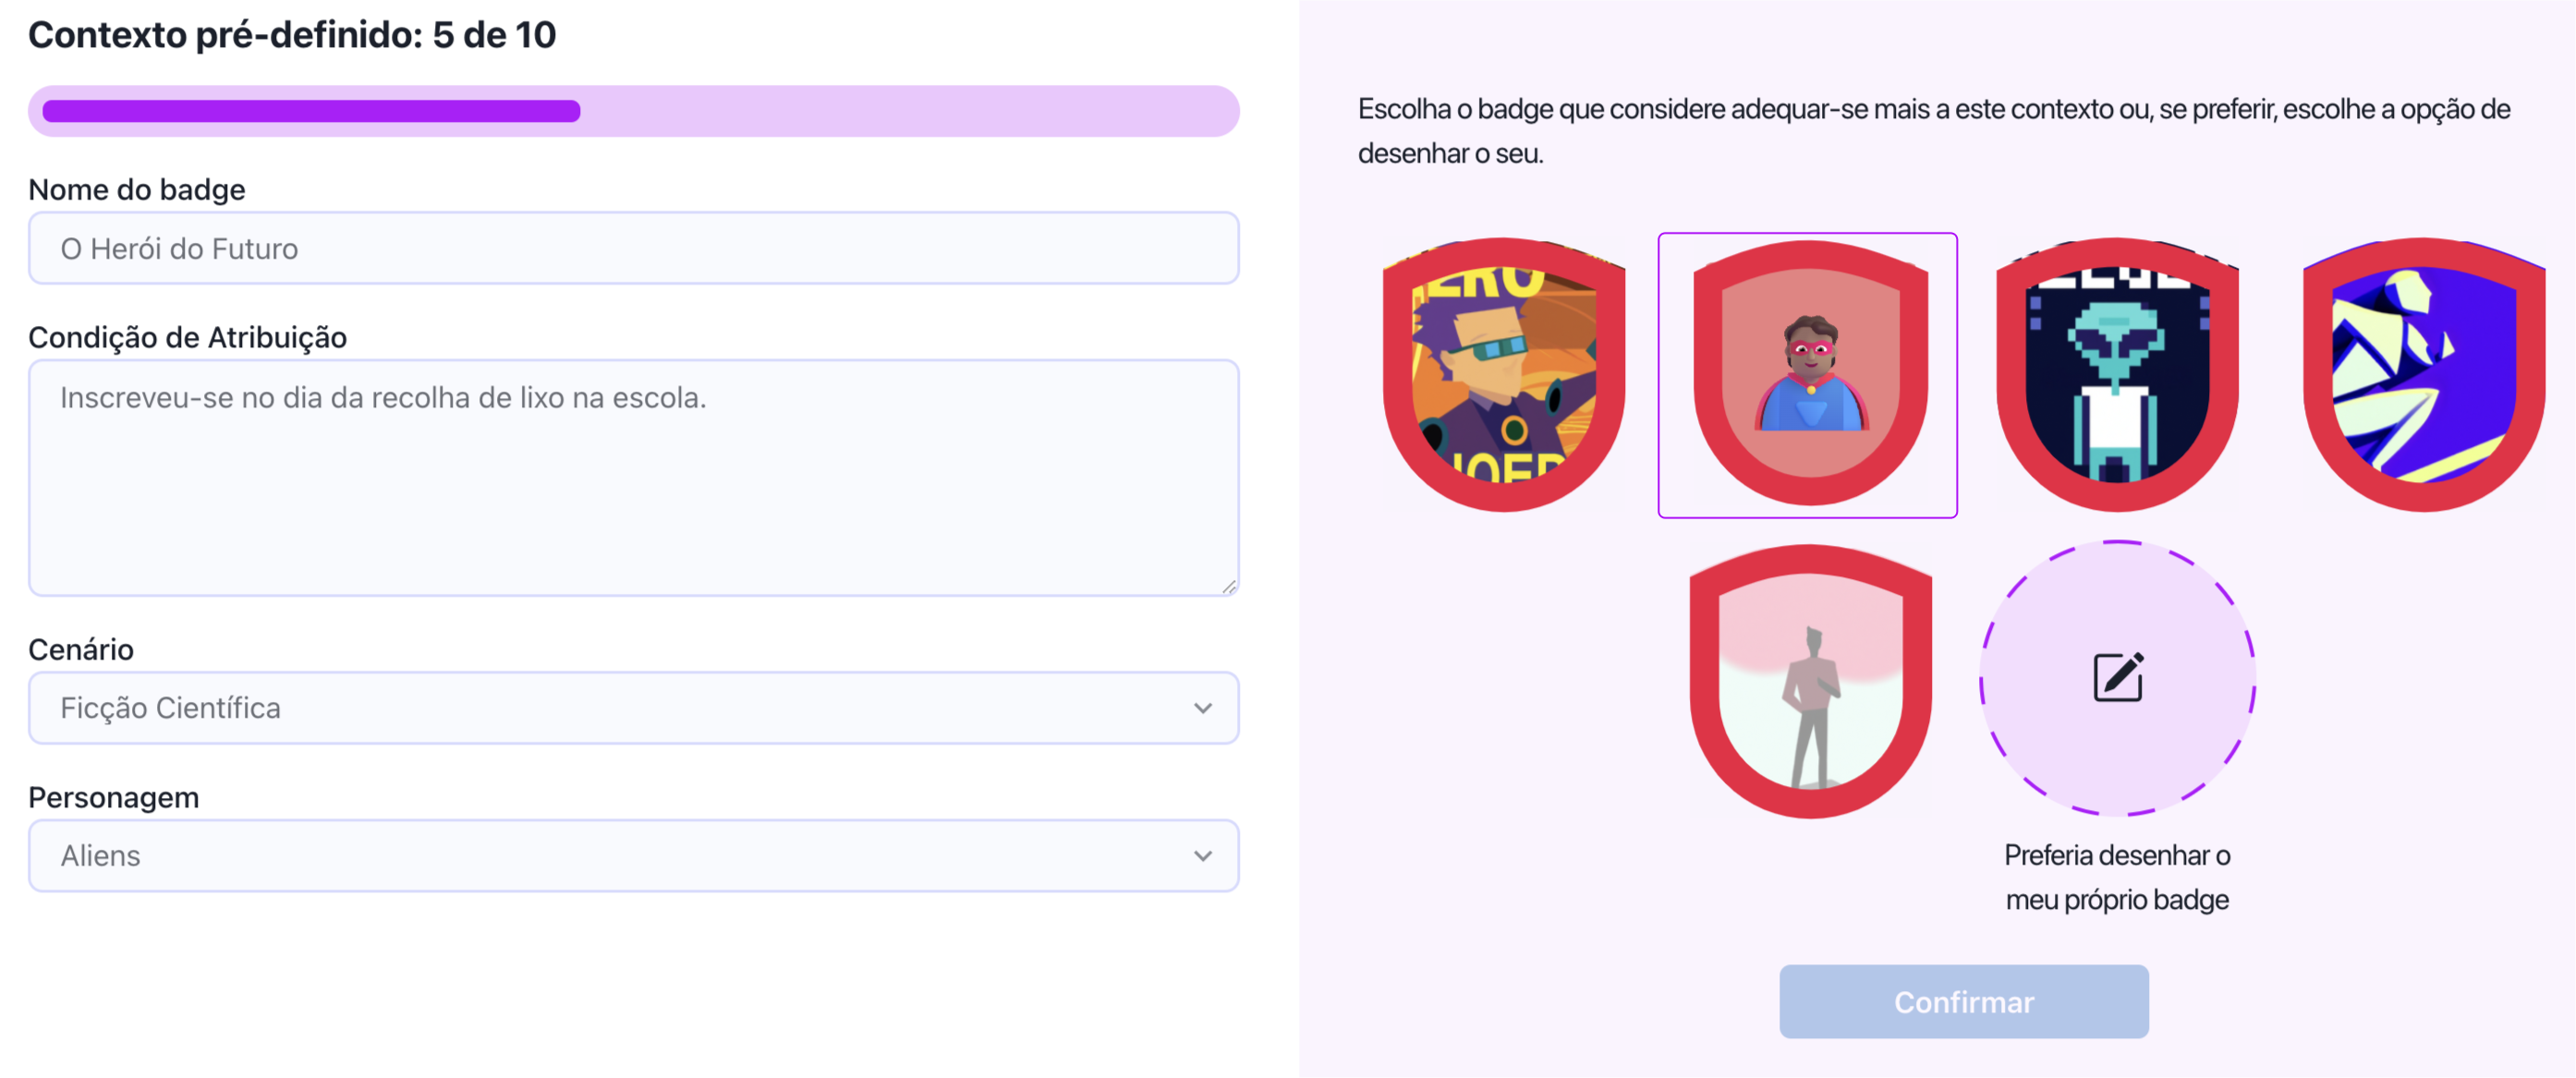 Contexto pré-definido: 5 de 10
Nome do badge
O Herói do Futuro
Condição de Atribuição
Inscreveu-se no dia da recolha de lixo na escola.
Cenário
Ficção Científica
Personagem
Aliens
Escolha o badge que considere adequar-se mais a este contexto ou, se preferir, escolhe a opção de
desenhar o seu.
Preferia desenhar o
meu próprio badge
Confirmar